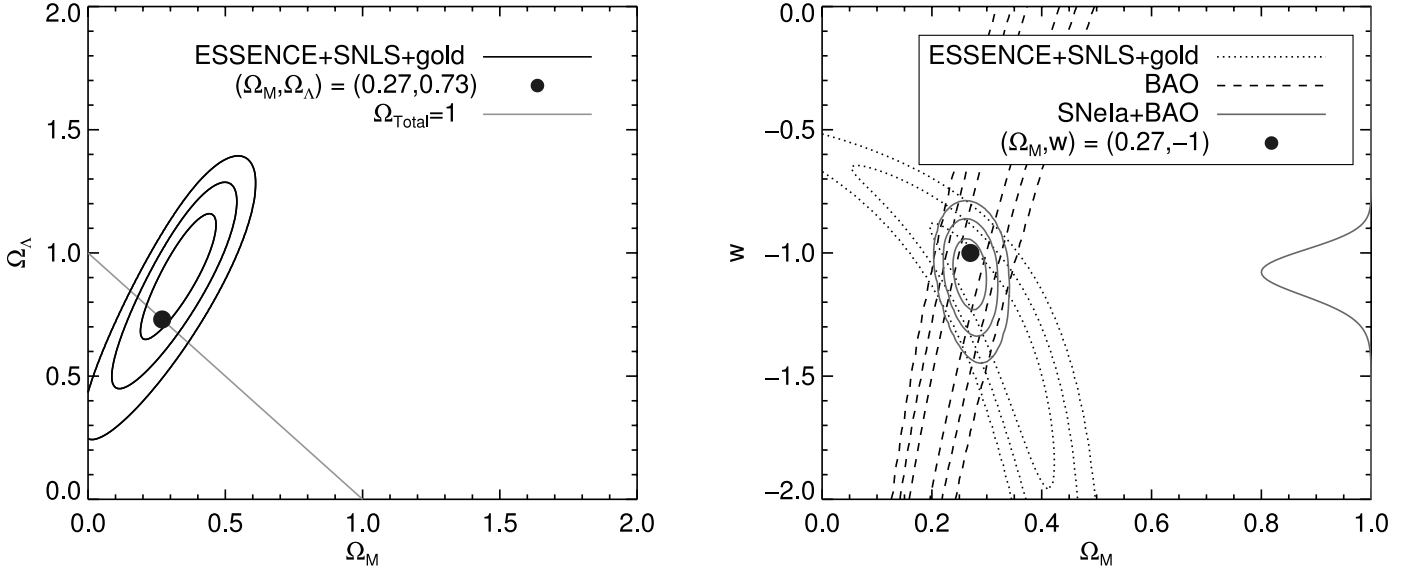 2.0
1.5
1.0
0.5
0.0
Ω_Λ
ESSENCE+SNLS+gold
(Ω_M,Ω_Λ) = (0.27,0.73)
Ω_Total=1
0.0 0.5 1.0 1.5 2.0
Ω_M
0.0
−0.5
−1.0
−1.5
−2.0
w
ESSENCE+SNLS+gold
BAO
SNeIa+BAO
(Ω_M,w) = (0.27,−1)
0.0 0.2 0.4 0.6 0.8 1.0
Ω_M